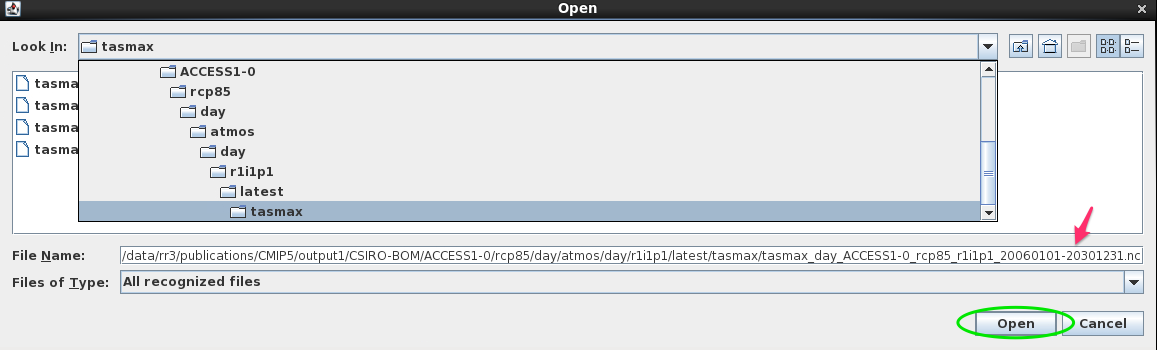 Open
Look In: tasmax
ACCESS1-0
tasma rcp85
day
tasma
atmos
tasma day
r1i1p1
tasma
latest
tasmax
File Name: /data/rr3/publications/CMIP5/output1/CSIRO-BOM/ACCESS1-0/rcp85/day/atmos/day/r1i1p1/latest/tasmax/tasmax_day_ACCESS1-0_rcp85_r1i1p1_20060101-20301231.nc
Files of Type: All recognized files
Open Cancel